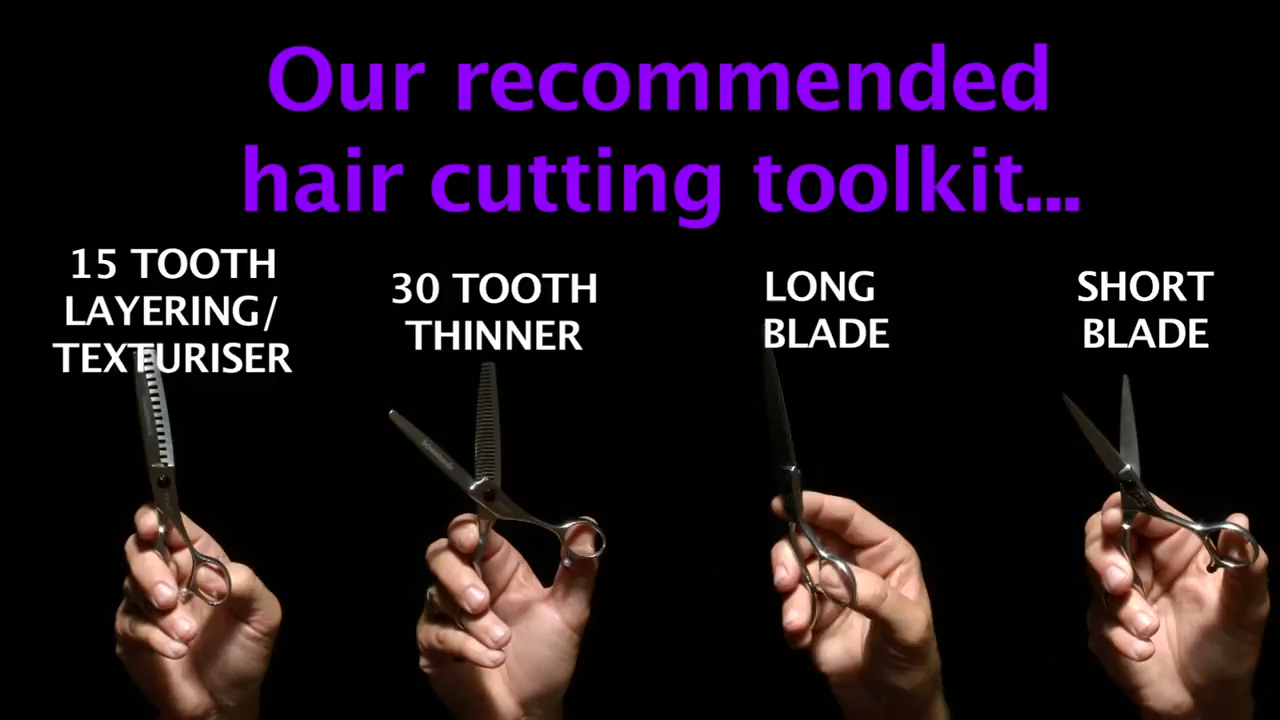 Our recommended
hair cutting toolkit...
15 TOOTH
LAYERING/
TEXTURISER
30 TOOTH
THINNER
LONG
BLADE
SHORT
BLADE